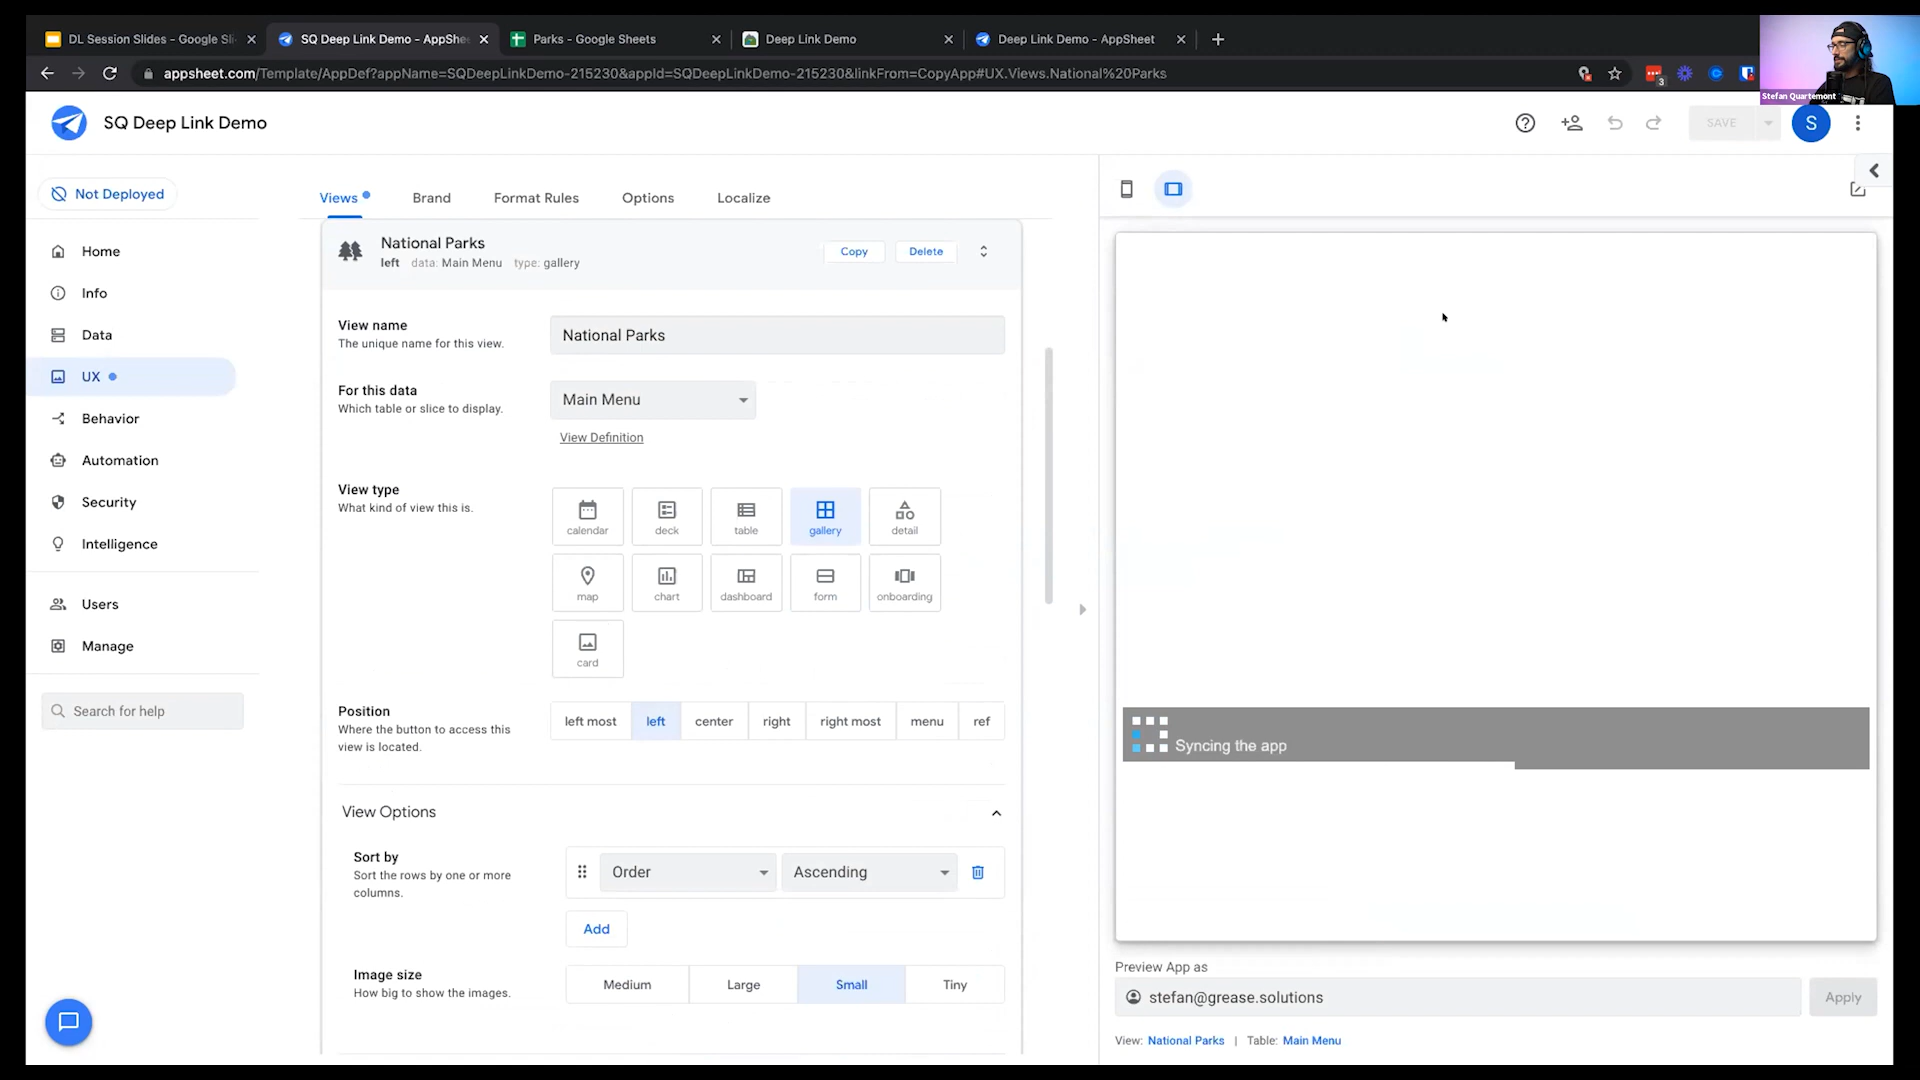 DL Session Slides - Google Sli
SQ Deep Link Demo - AppShe
Parks - Google Sheets
Deep Link Demo
Deep Link Demo - AppSheet
appsheet.com/Template/AppDef?appName=SQDeepLinkDemo-215230&appId=SQDeepLinkDemo-215230&linkFrom=CopyApp#UX.Views.National%20Parks
3
Stefan Quartemont
SQ Deep Link Demo
SAVE
S
Not Deployed
Home
Info
Data
UX
Behavior
Automation
Security
Intelligence
Users
Manage
Search for help
Views
Brand
Format Rules
Options
Localize
National Parks
left data: Main Menu type: gallery
Copy
Delete
View name
The unique name for this view.
National Parks
For this data
Which table or slice to display.
Main Menu
View Definition
View type
What kind of view this is.
calendar
deck
table
gallery
detail
map
chart
dashboard
form
onboarding
card
Position
Where the button to access this
view is located.
left most
left
center
right
right most
menu
ref
View Options
Sort by
Sort the rows by one or more
columns.
Order
Ascending
Add
Image size
How big to show the images.
Medium
Large
Small
Tiny
Syncing the app
Preview App as
stefan@grease.solutions
Apply
View: National Parks | Table: Main Menu